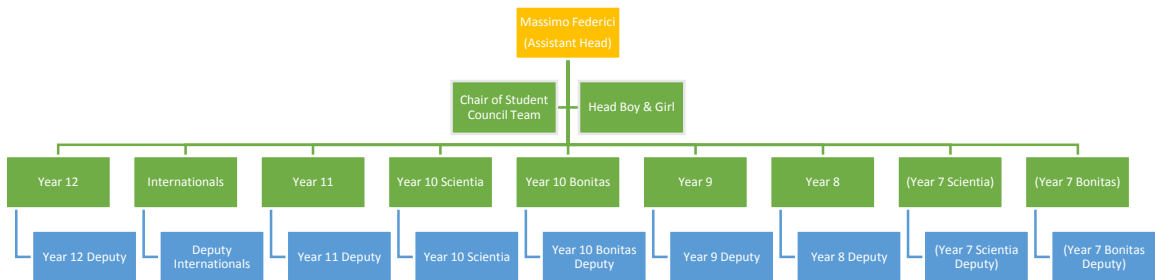 Massimo Federici
(Assistant Head)
Chair of Student
Council Team
Head Boy & Girl
Year 12
Internationals
Year 11
Year 10 Scientia
Year 10 Bonitas
Year 9
Year 8
(Year 7 Scientia)
(Year 7 Bonitas)
Year 12 Deputy
Deputy
Internationals
Year 11 Deputy
Year 10 Scientia
Year 10 Bonitas
Deputy
Year 9 Deputy
Year 8 Deputy
(Year 7 Scientia
Deputy)
(Year 7 Bonitas
Deputy)